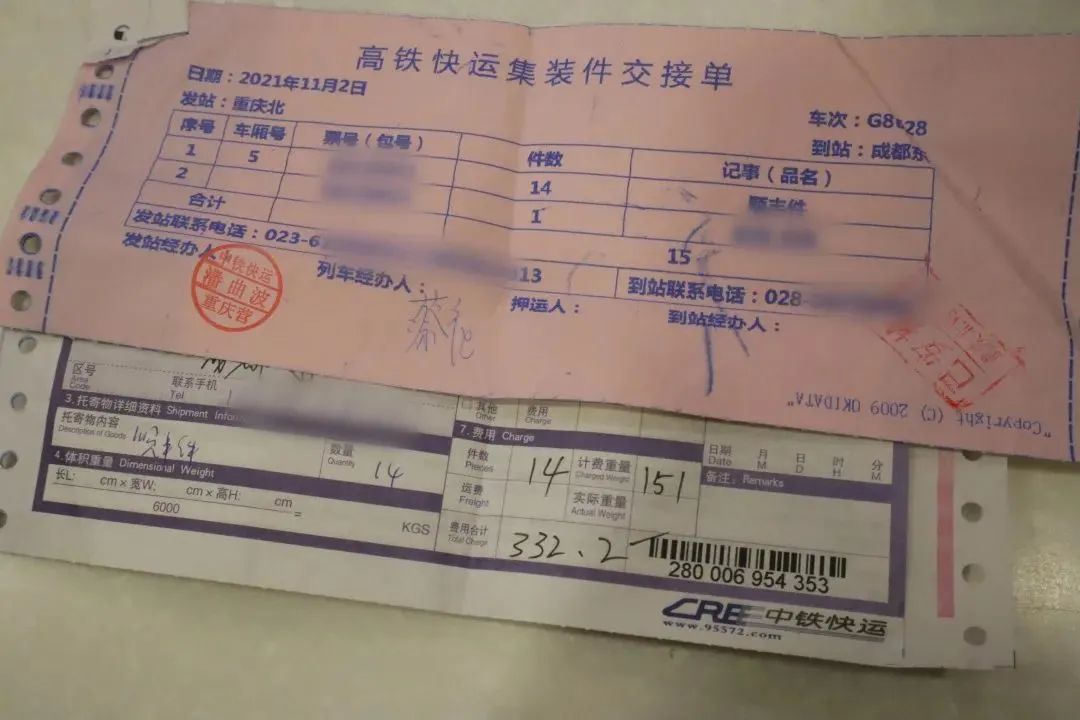 高铁快运集装件交接单
日期：2021年11月2日
发站：重庆北
车次：
到站：成都东
序号 车厢号 票号（包号） 件数 记事（品名）
1 5 14
2 1
合计 15
发站联系电话：023-6 13 到站联系电话：028-
发站经办人 列车经办人： 押运人： 到站经办人：
中铁快运
潘曲波
重庆营
"Copyright (C) 2009 OKIDATA"
区号
Area Code
联系手机
Tel
其他
Other
费用
Charge
3.托寄物详细资料 Shipment
托寄物内容
Description of Goods
数量
Quantity
14
4.体积重量 Dimensional Weight
长L: cm × 宽W: cm × 高H: cm
6000 =
KGS
7.费用 Charge
件数
Pieces
14
计费重量
Charged Weight
151
运费
Freight
实际重量
Actual Weight
费用合计
Total Charge
332.2
日期 月 日 时 分
Date M D H M
备注：Remarks
280 006 954 353
CRE 中铁快运
www.95572.com